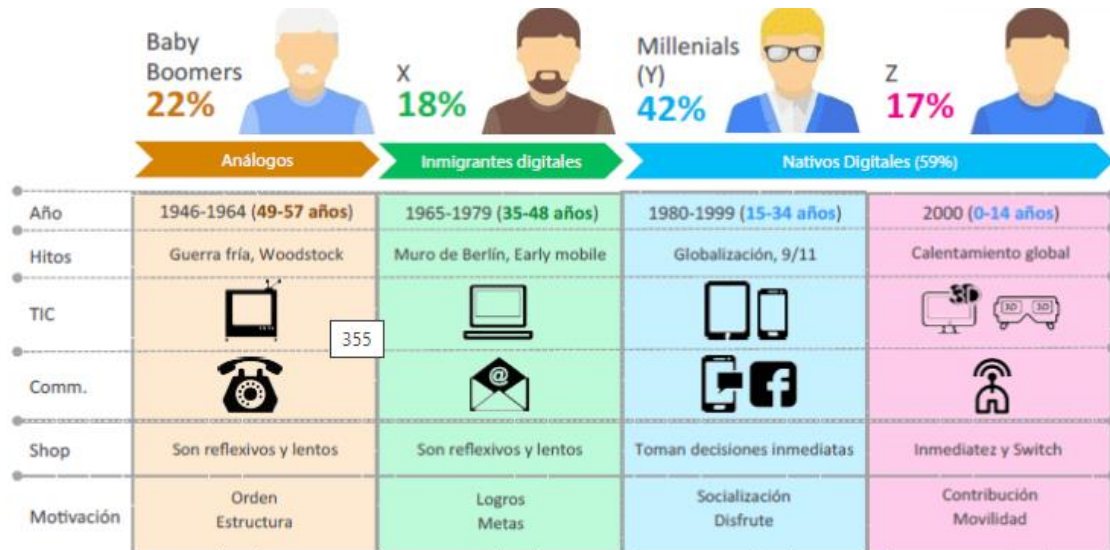 Baby
Boomers
22%
X
18%
Millenials
(Y)
42%
Z
17%
Análogos
Inmigrantes digitales
Nativos Digitales (59%)
Año
1946-1964 (49-57 años)
1965-1979 (35-48 años)
1980-1999 (15-34 años)
2000 (0-14 años)
Hitos
Guerra fría, Woodstock
Muro de Berlín, Early mobile
Globalización, 9/11
Calentamiento global
TIC
355
3D
3D 3D
Comm.
@
f
Shop
Son reflexivos y lentos
Son reflexivos y lentos
Toman decisiones inmediatas
Inmediatez y Switch
Motivación
Orden
Estructura
Logros
Metas
Socialización
Disfrute
Contribución
Movilidad